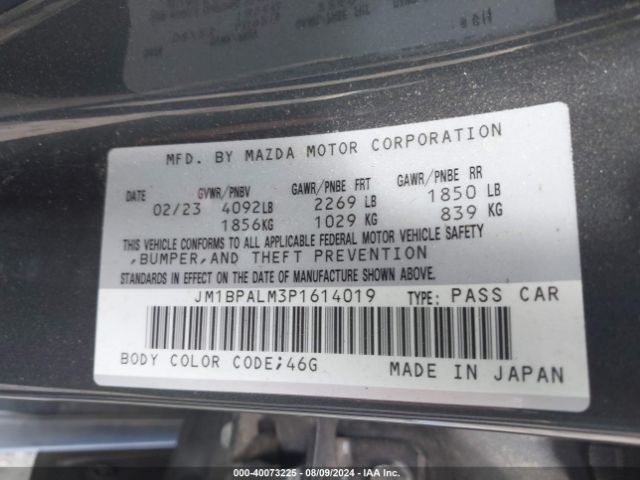 MFD. BY MAZDA MOTOR CORPORATION
DATE GVWR/PNBV GAWR/PNBE FRT GAWR/PNBE RR
02/23 4092LB 2269 LB 1850 LB
1856KG 1029 KG 839 KG
THIS VEHICLE CONFORMS TO ALL APPLICABLE FEDERAL MOTOR VEHICLE SAFETY
,BUMPER,AND THEFT PREVENTION
STANDARDS IN EFFECT ON THE DATE OF MANUFACTURE SHOWN ABOVE.
JM1BPALM3P1614019 TYPE: PASS CAR
BODY COLOR CODE;46G MADE IN JAPAN
000-40073225 - 08/09/2024 - IAA Inc.